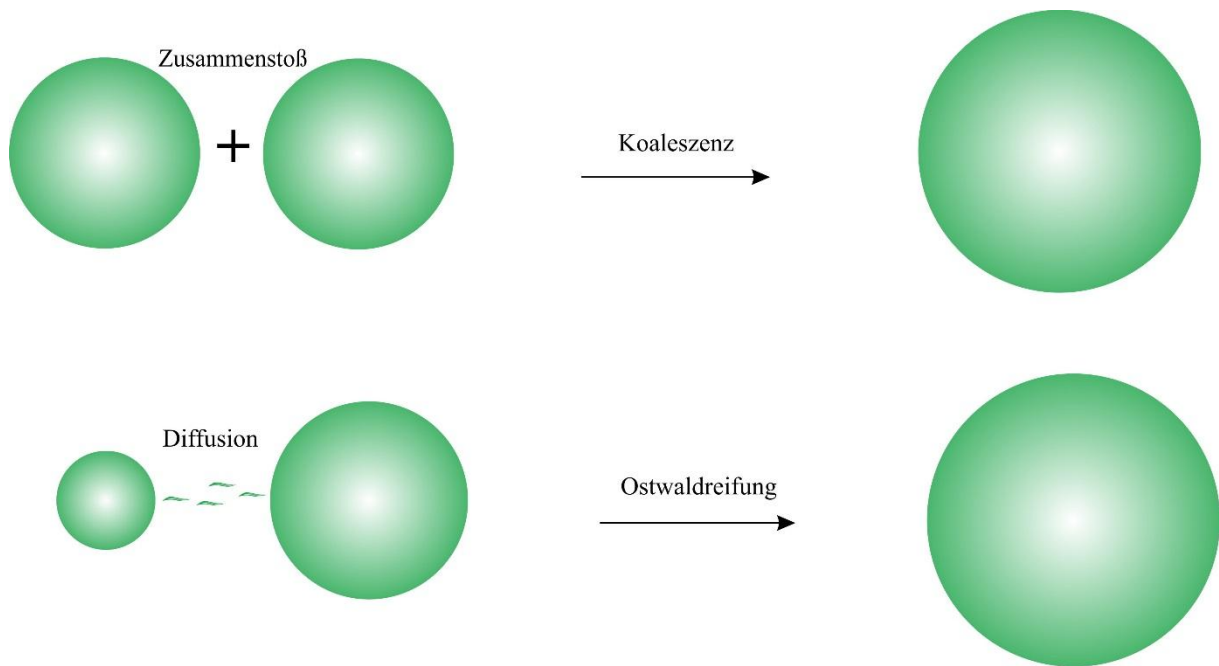 Zusammenstoß
+
Koaleszenz
Diffusion
Ostwaldreifung